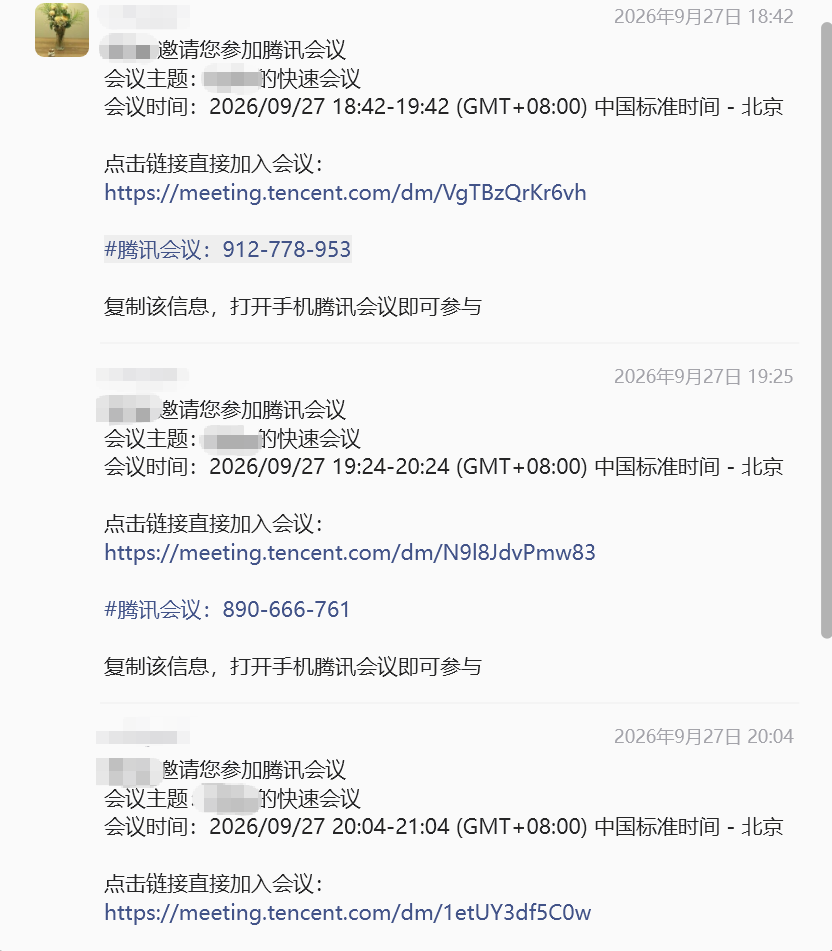 2026年9月27日 18:42
邀请您参加腾讯会议
会议主题：的快速会议
会议时间：2026/09/27 18:42-19:42 (GMT+08:00) 中国标准时间 - 北京
点击链接直接加入会议：
https://meeting.tencent.com/dm/VgTBzQrKr6vh
#腾讯会议：912-778-953
复制该信息，打开手机腾讯会议即可参与
2026年9月27日 19:25
邀请您参加腾讯会议
会议主题：的快速会议
会议时间：2026/09/27 19:24-20:24 (GMT+08:00) 中国标准时间 - 北京
点击链接直接加入会议：
https://meeting.tencent.com/dm/N9l8JdvPmw83
#腾讯会议：890-666-761
复制该信息，打开手机腾讯会议即可参与
2026年9月27日 20:04
邀请您参加腾讯会议
会议主题：的快速会议
会议时间：2026/09/27 20:04-21:04 (GMT+08:00) 中国标准时间 - 北京
点击链接直接加入会议：
https://meeting.tencent.com/dm/1etUY3df5C0w